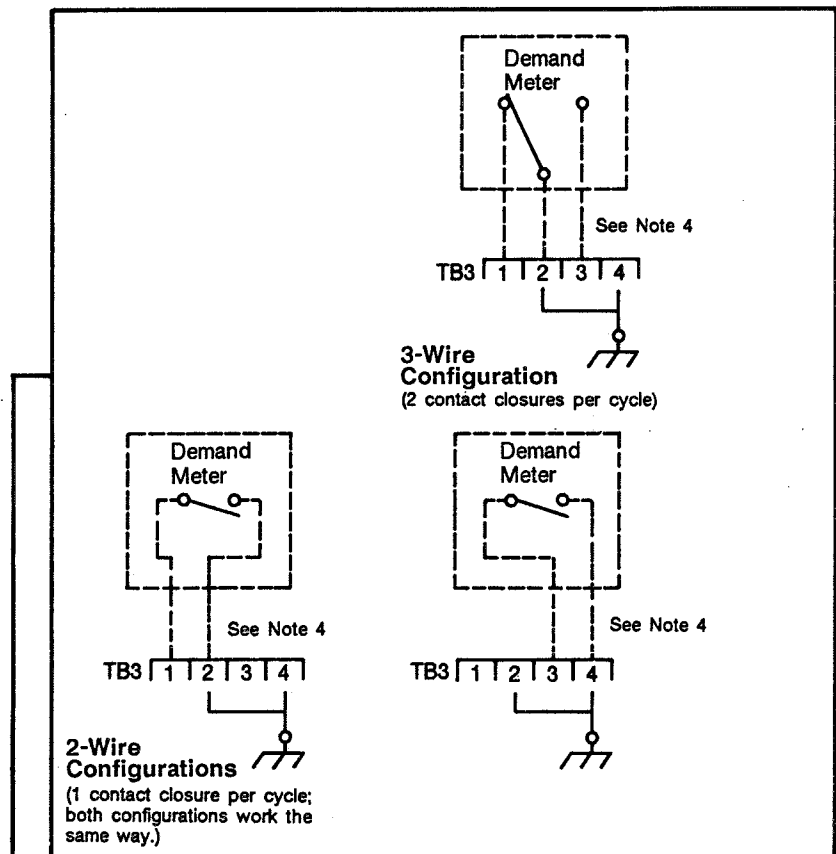 Demand
Meter
See Note 4
TB3 1 2 3 4
3-Wire
Configuration
(2 contact closures per cycle)
Demand
Meter
See Note 4
TB3 1 2 3 4
2-Wire
Configurations
(1 contact closure per cycle;
both configurations work the
same way.)
Demand
Meter
See Note 4
TB3 1 2 3 4